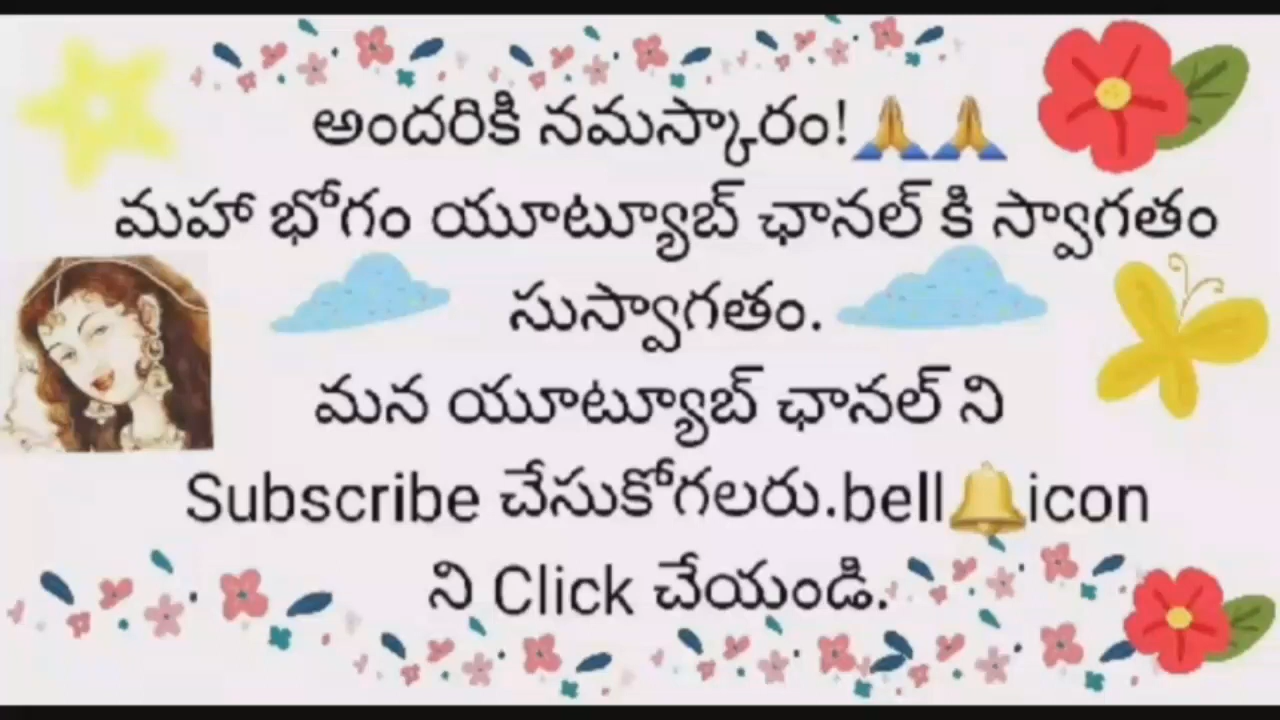 అందరికి నమస్కారం!🙏🙏
మహా భోగం యూట్యూబ్ ఛానల్ కి స్వాగతం
సుస్వాగతం.
మన యూట్యూబ్ ఛానల్ ని
Subscribe చేసుకోగలరు.bell🔔icon
ని Click చేయండి.